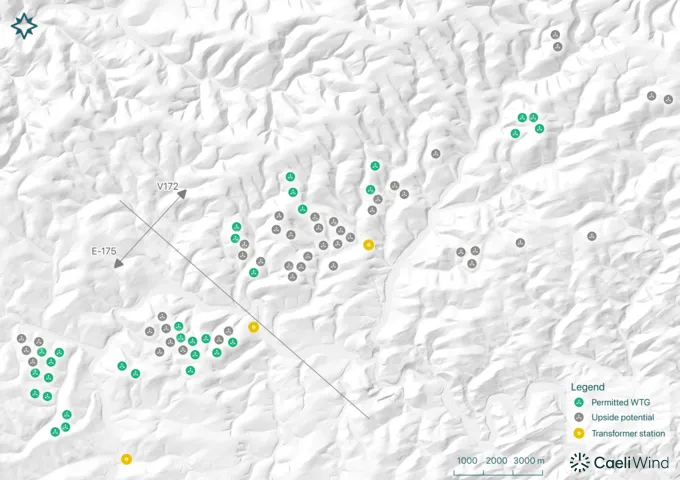 V172
E-175
Legend
Permitted WTG
Upside potential
Transformer station
1000 2000 3000 m
CaeliWind